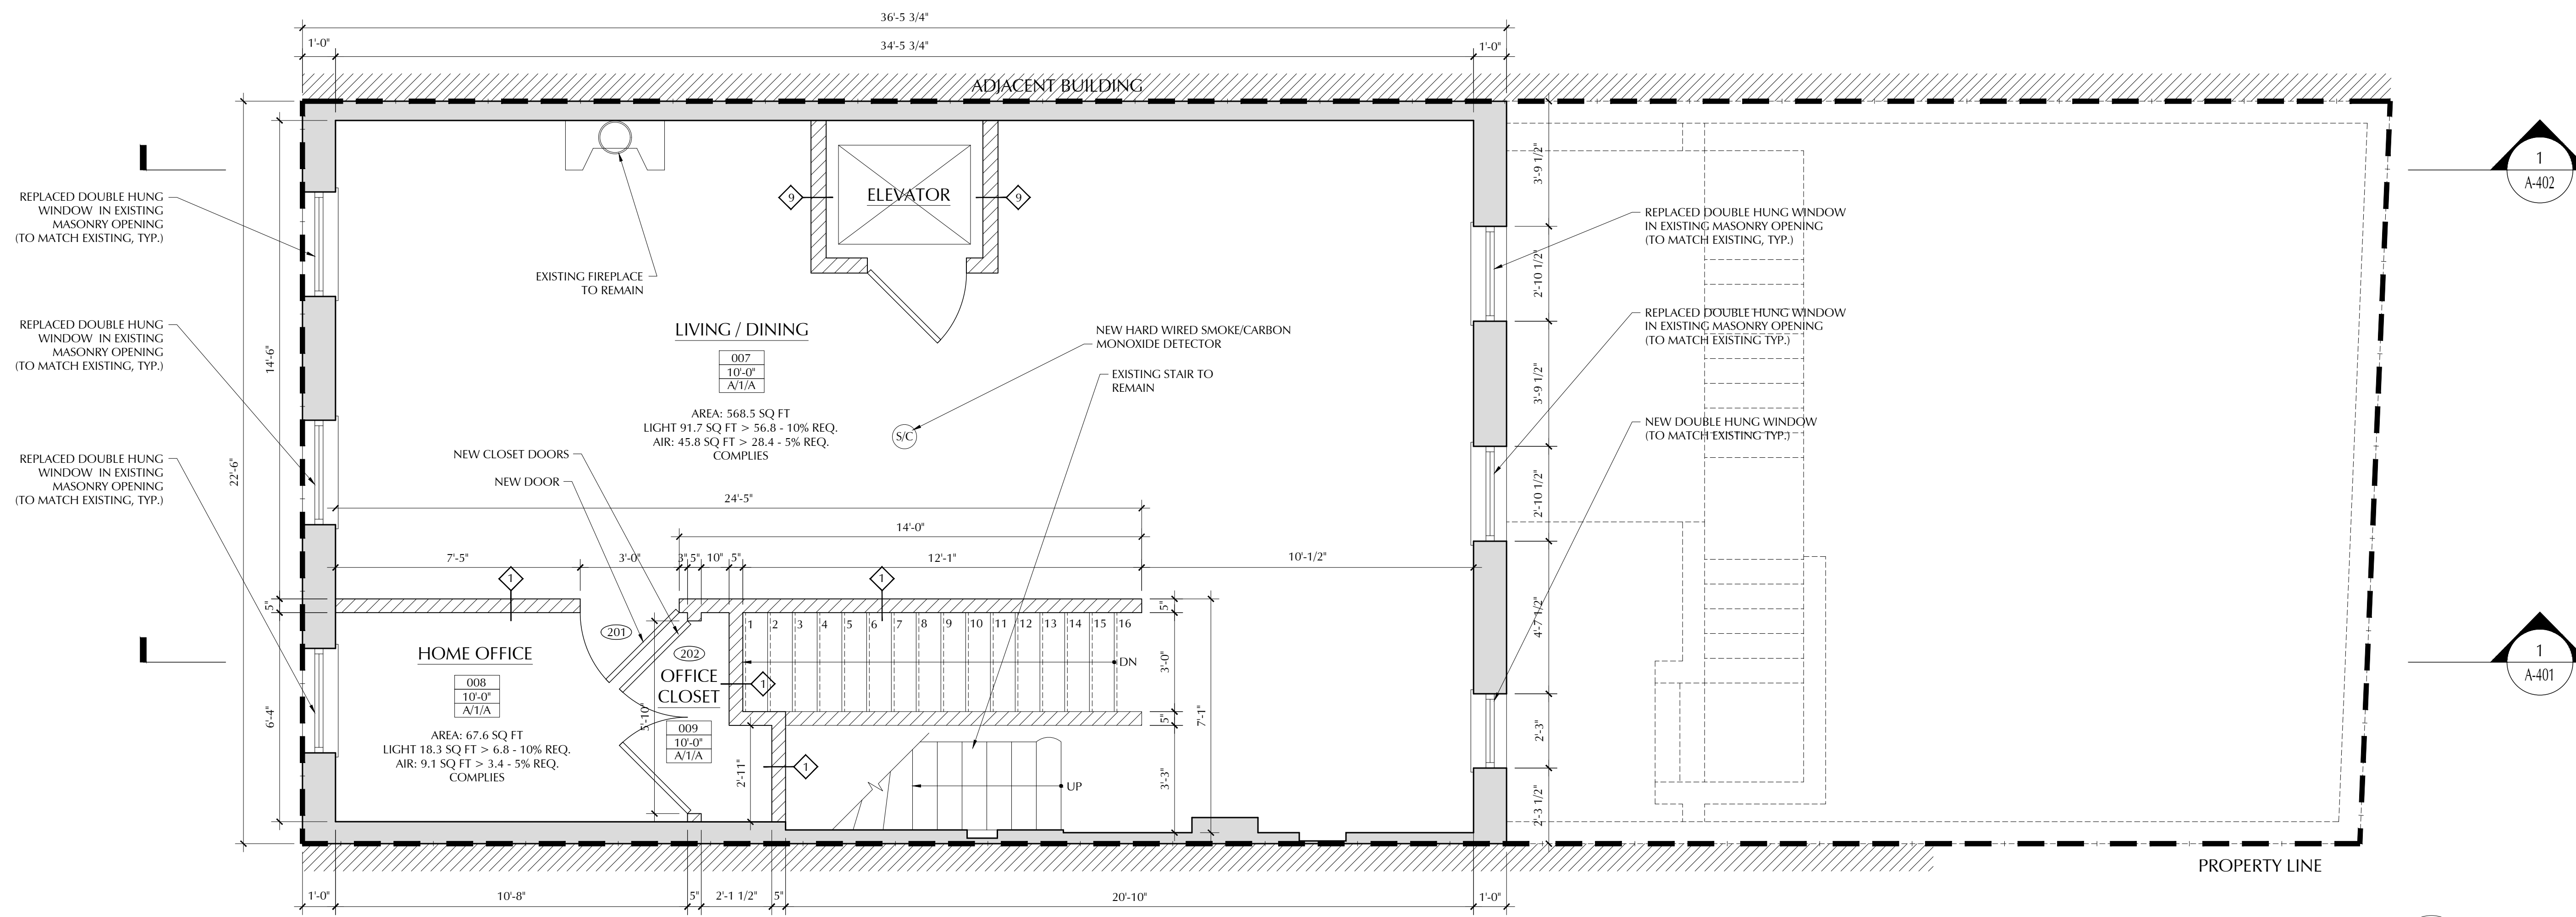 36'-5 3/4"
1'-0"
34'-5 3/4"
1'-0"
ADJACENT BUILDING
1
A-402
REPLACED DOUBLE HUNG
WINDOW IN EXISTING
MASONRY OPENING
(TO MATCH EXISTING, TYP.)
REPLACED DOUBLE HUNG
WINDOW IN EXISTING
MASONRY OPENING
(TO MATCH EXISTING, TYP.)
REPLACED DOUBLE HUNG
WINDOW IN EXISTING
MASONRY OPENING
(TO MATCH EXISTING, TYP.)
22'-6"
14'-6"
5"
6'-4"
EXISTING FIREPLACE
TO REMAIN
9
ELEVATOR
9
LIVING / DINING
007
10'-0"
A/1/A
AREA: 568.5 SQ FT
LIGHT 91.7 SQ FT > 56.8 - 10% REQ.
AIR: 45.8 SQ FT > 28.4 - 5% REQ.
COMPLIES
NEW HARD WIRED SMOKE/CARBON
MONOXIDE DETECTOR
EXISTING STAIR TO
REMAIN
S/C
NEW CLOSET DOORS
NEW DOOR
24'-5"
14'-0"
7'-5"
3'-0"
3"
5"
10"
5"
12'-1"
10'-1/2"
1
1
3'-9 1/2"
2'-10 1/2"
3'-9 1/2"
2'-10 1/2"
4'-7 1/2"
2'-3"
2'-3 1/2"
REPLACED DOUBLE HUNG WINDOW
IN EXISTING MASONRY OPENING
(TO MATCH EXISTING, TYP.)
REPLACED DOUBLE HUNG WINDOW
IN EXISTING MASONRY OPENING
(TO MATCH EXISTING TYP.)
NEW DOUBLE HUNG WINDOW
(TO MATCH EXISTING TYP.)
201
202
HOME OFFICE
008
10'-0"
A/1/A
AREA: 67.6 SQ FT
LIGHT 18.3 SQ FT > 6.8 - 10% REQ.
AIR: 9.1 SQ FT > 3.4 - 5% REQ.
COMPLIES
OFFICE
CLOSET
009
10'-0"
A/1/A
5'-10"
2'-11"
1
1
1 2 3 4 5 6 7 8 9 10 11 12 13 14 15 16
DN
UP
5"
3'-0"
5"
3'-3"
7'-1"
1
A-401
PROPERTY LINE
1'-0"
10'-8"
5"
2'-1 1/2"
5"
20'-10"
1'-0"